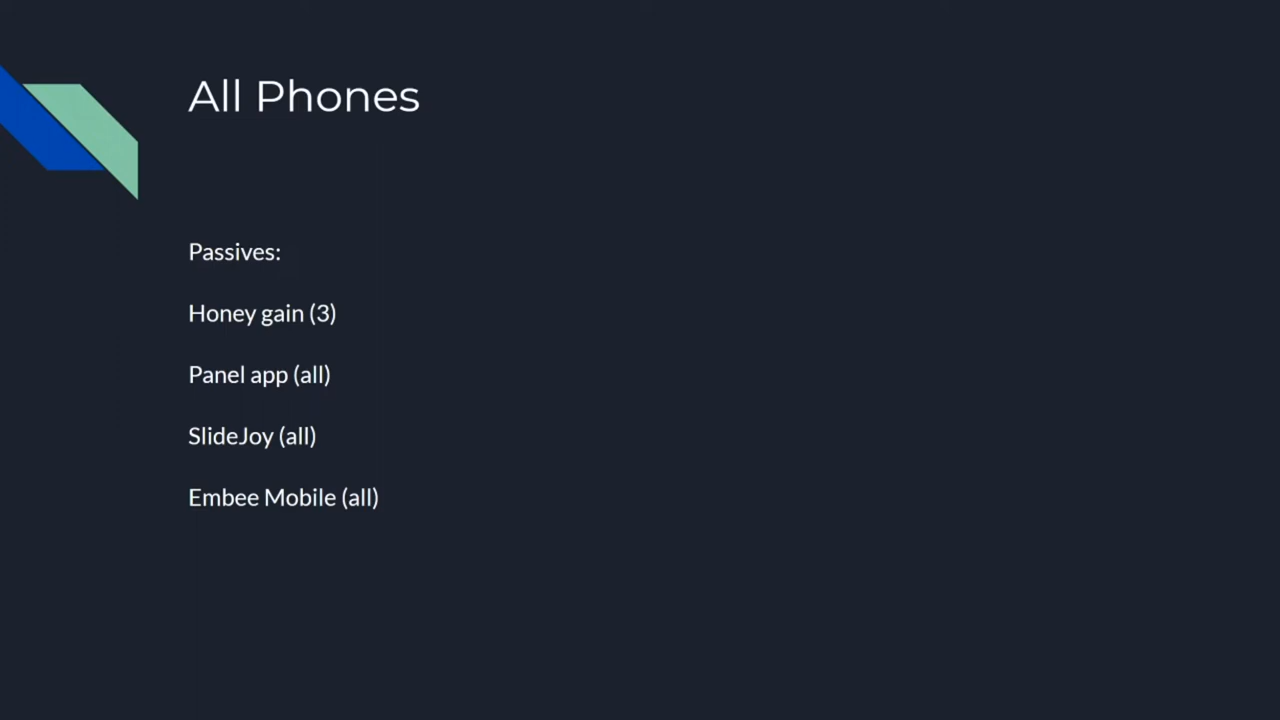 All Phones
Passives:
Honey gain (3)
Panel app (all)
SlideJoy (all)
Embee Mobile (all)